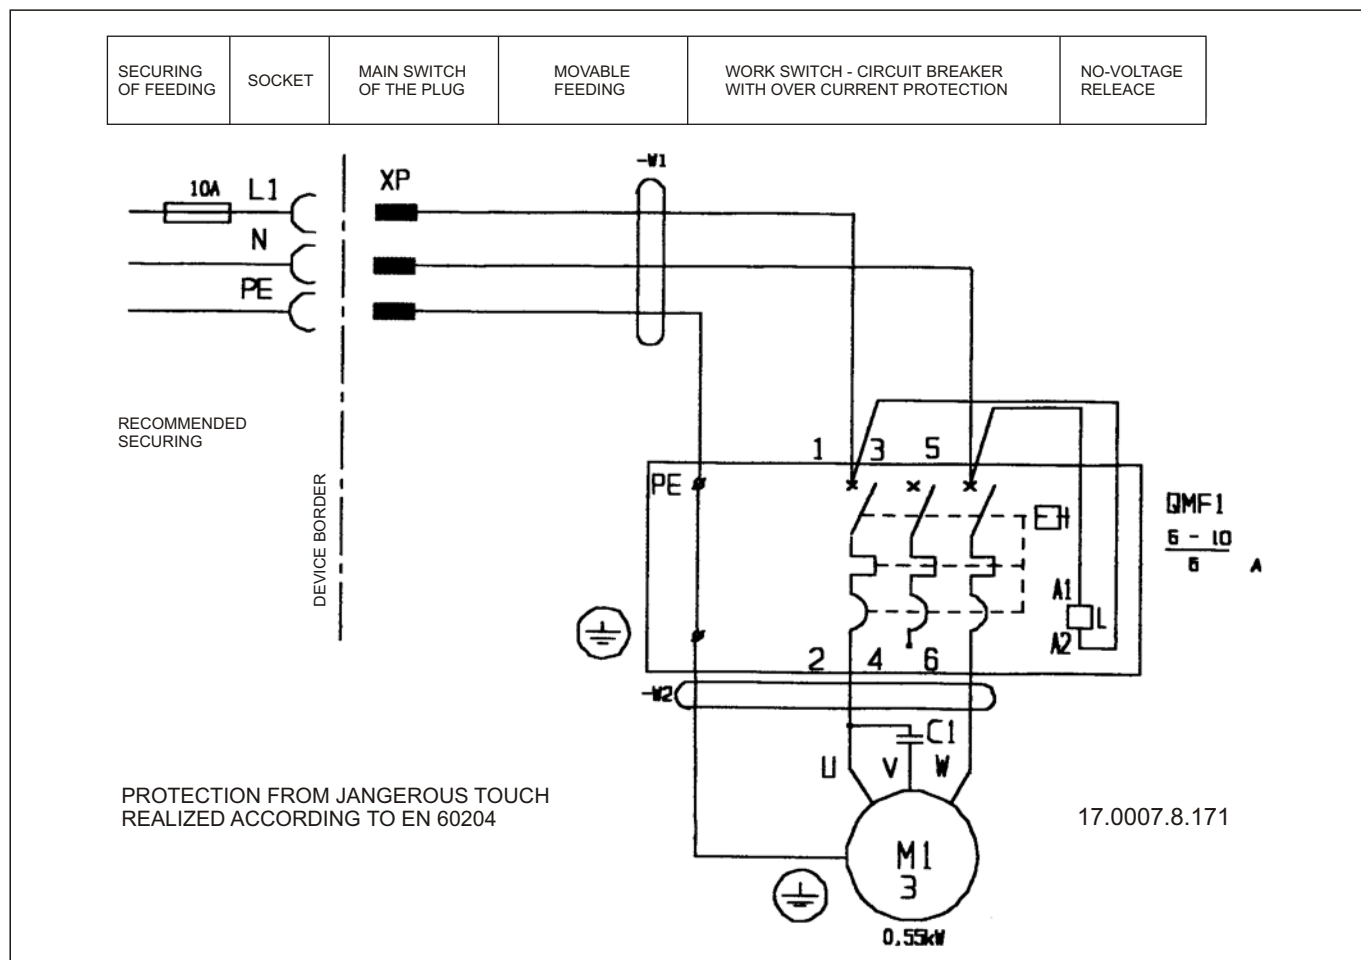 SECURING
OF FEEDING
SOCKET
MAIN SWITCH
OF THE PLUG
MOVABLE
FEEDING
WORK SWITCH - CIRCUIT BREAKER
WITH OVER CURRENT PROTECTION
NO-VOLTAGE
RELEACE
-W1
10A
L1
XP
N
PE
RECOMMENDED
SECURING
DEVICE BORDER
1 3 5
PE
QMF1
6 - 10
6 A
A1
L
A2
2 4 6
-W2
C1
U V W
PROTECTION FROM JANGEROUS TOUCH
REALIZED ACCORDING TO EN 60204
17.0007.8.171
M1
3
0,55kW